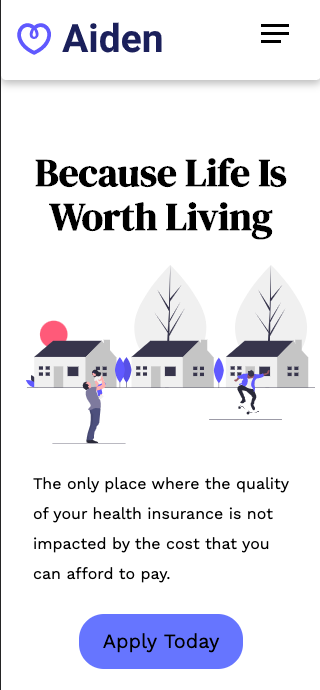 Aiden
Because Life Is
Worth Living
The only place where the quality
of your health insurance is not
impacted by the cost that you
can afford to pay.
Apply Today